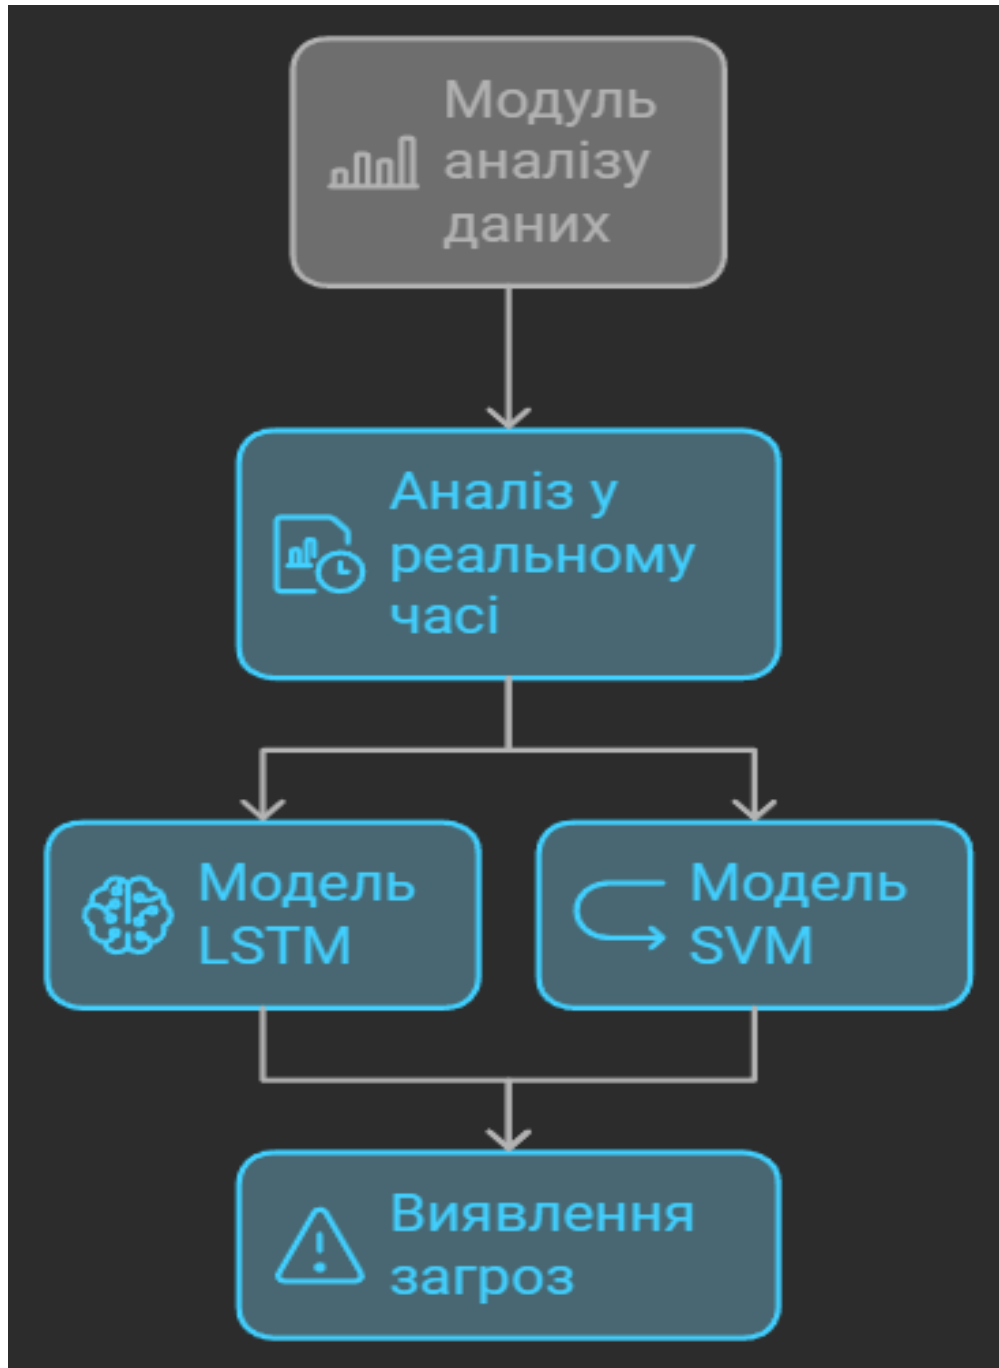 Модуль
аналізу
даних
Аналіз у
реальному
часі
Модель
LSTM
Модель
SVM
Виявлення
загроз